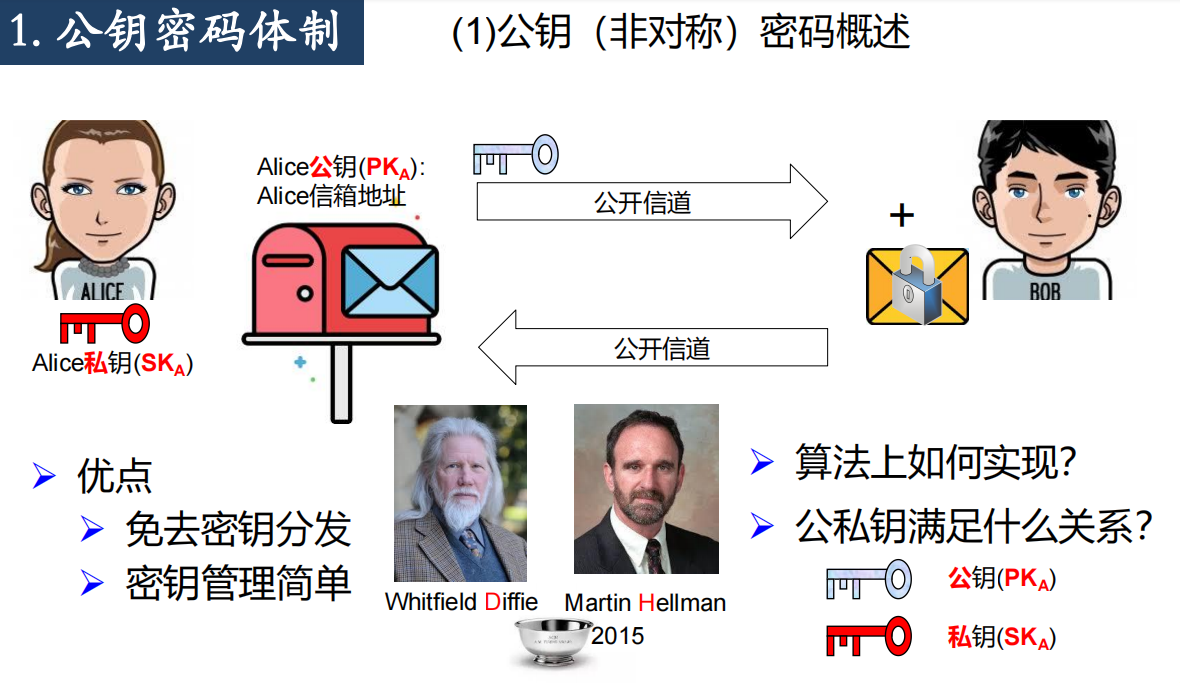 1. 公钥密码体制
(1)公钥（非对称）密码概述
Alice公钥(PKA):
Alice信箱地址
公开信道
+
ALICE
BOB
Alice私钥(SKA)
公开信道
优点
免去密钥分发
密钥管理简单
Whitfield Diffie
Martin Hellman
2015
算法上如何实现?
公私钥满足什么关系?
公钥(PKA)
私钥(SKA)